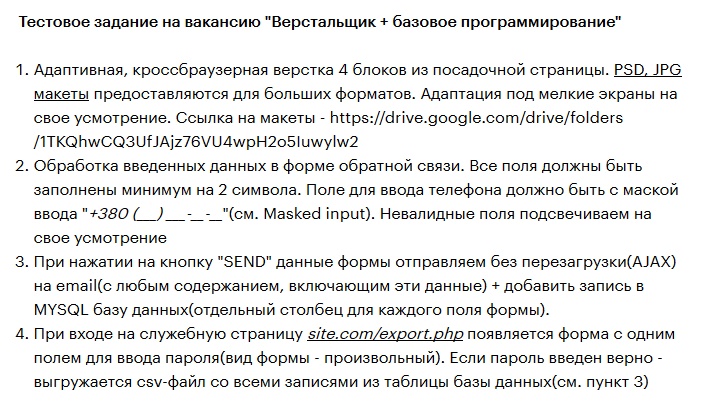 Тестовое задание на вакансию "Верстальщик + базовое программирование"
1. Адаптивная, кроссбраузерная верстка 4 блоков из посадочной страницы. PSD, JPG
макеты предоставляются для больших форматов. Адаптация под мелкие экраны на
свое усмотрение. Ссылка на макеты - https://drive.google.com/drive/folders
/1TKQhwCQ3UfJAjz76VU4wpH2o5Iuwylw2
2. Обработка введенных данных в форме обратной связи. Все поля должны быть
заполнены минимум на 2 символа. Поле для ввода телефона должно быть с маской
ввода "+380 (__) ___-__-__"(см. Masked input). Невалидные поля подсвечиваем на
свое усмотрение
3. При нажатии на кнопку "SEND" данные формы отправляем без перезагрузки(AJAX)
на email(с любым содержанием, включающим эти данные) + добавить запись в
MYSQL базу данных(отдельный столбец для каждого поля формы).
4. При входе на служебную страницу site.com/export.php появляется форма с одним
полем для ввода пароля(вид формы - произвольный). Если пароль введен верно -
выгружается csv-файл со всеми записями из таблицы базы данных(см. пункт 3)